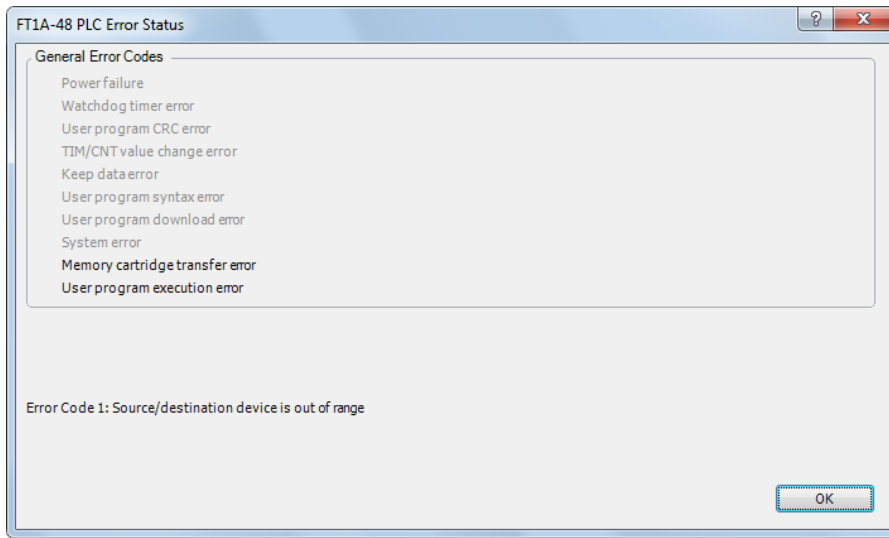 FT1A-48 PLC Error Status
General Error Codes
Power failure
Watchdog timer error
User program CRC error
TIM/CNT value change error
Keep data error
User program syntax error
User program download error
System error
Memory cartridge transfer error
User program execution error
Error Code 1: Source/destination device is out of range
OK